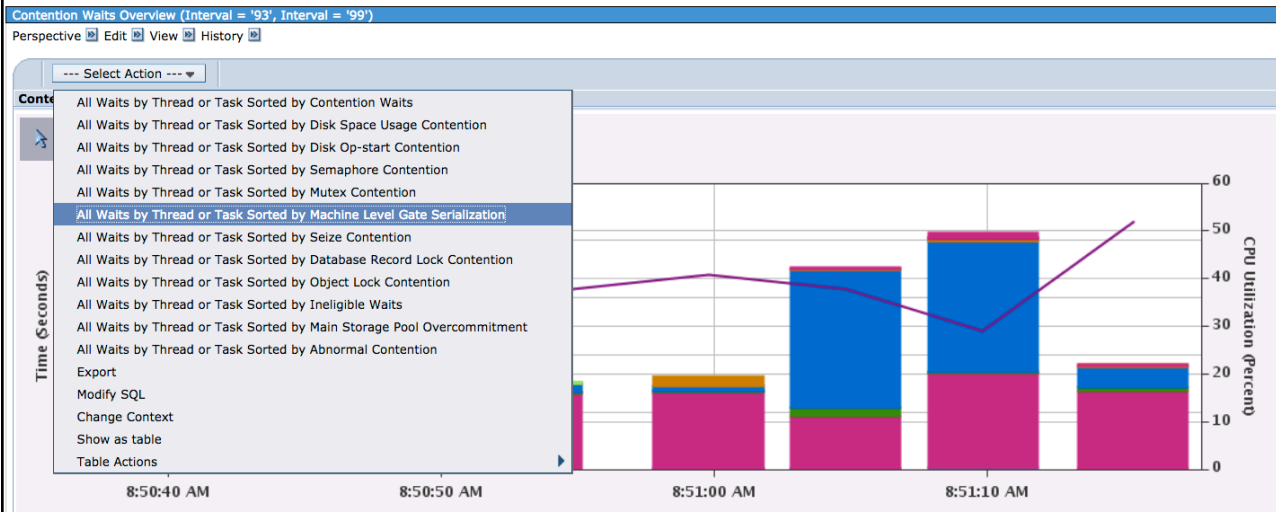 Contention Waits Overview (Interval = '93', Interval = '99')
Perspective Edit View History
--- Select Action ---
Conte
All Waits by Thread or Task Sorted by Contention Waits
All Waits by Thread or Task Sorted by Disk Space Usage Contention
All Waits by Thread or Task Sorted by Disk Op-start Contention
All Waits by Thread or Task Sorted by Semaphore Contention
All Waits by Thread or Task Sorted by Mutex Contention
All Waits by Thread or Task Sorted by Machine Level Gate Serialization
All Waits by Thread or Task Sorted by Seize Contention
All Waits by Thread or Task Sorted by Database Record Lock Contention
All Waits by Thread or Task Sorted by Object Lock Contention
All Waits by Thread or Task Sorted by Ineligible Waits
All Waits by Thread or Task Sorted by Main Storage Pool Overcommitment
All Waits by Thread or Task Sorted by Abnormal Contention
Export
Modify SQL
Change Context
Show as table
Table Actions
Time (Seconds)
60
50
40
30
20
10
0
CPU Utilization (Percent)
8:50:40 AM
8:50:50 AM
8:51:00 AM
8:51:10 AM